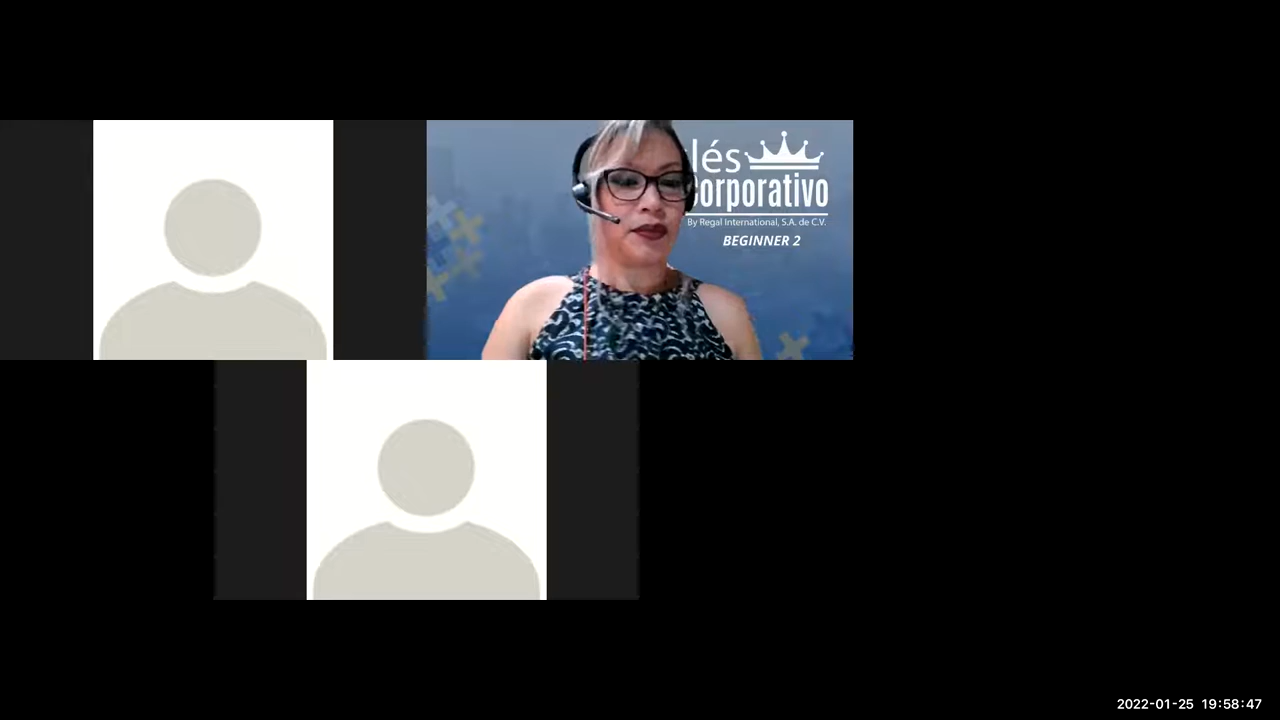 lés
orporativo
By Regal International, S.A. de C.V.
BEGINNER 2
2022-01-25 19:58:47